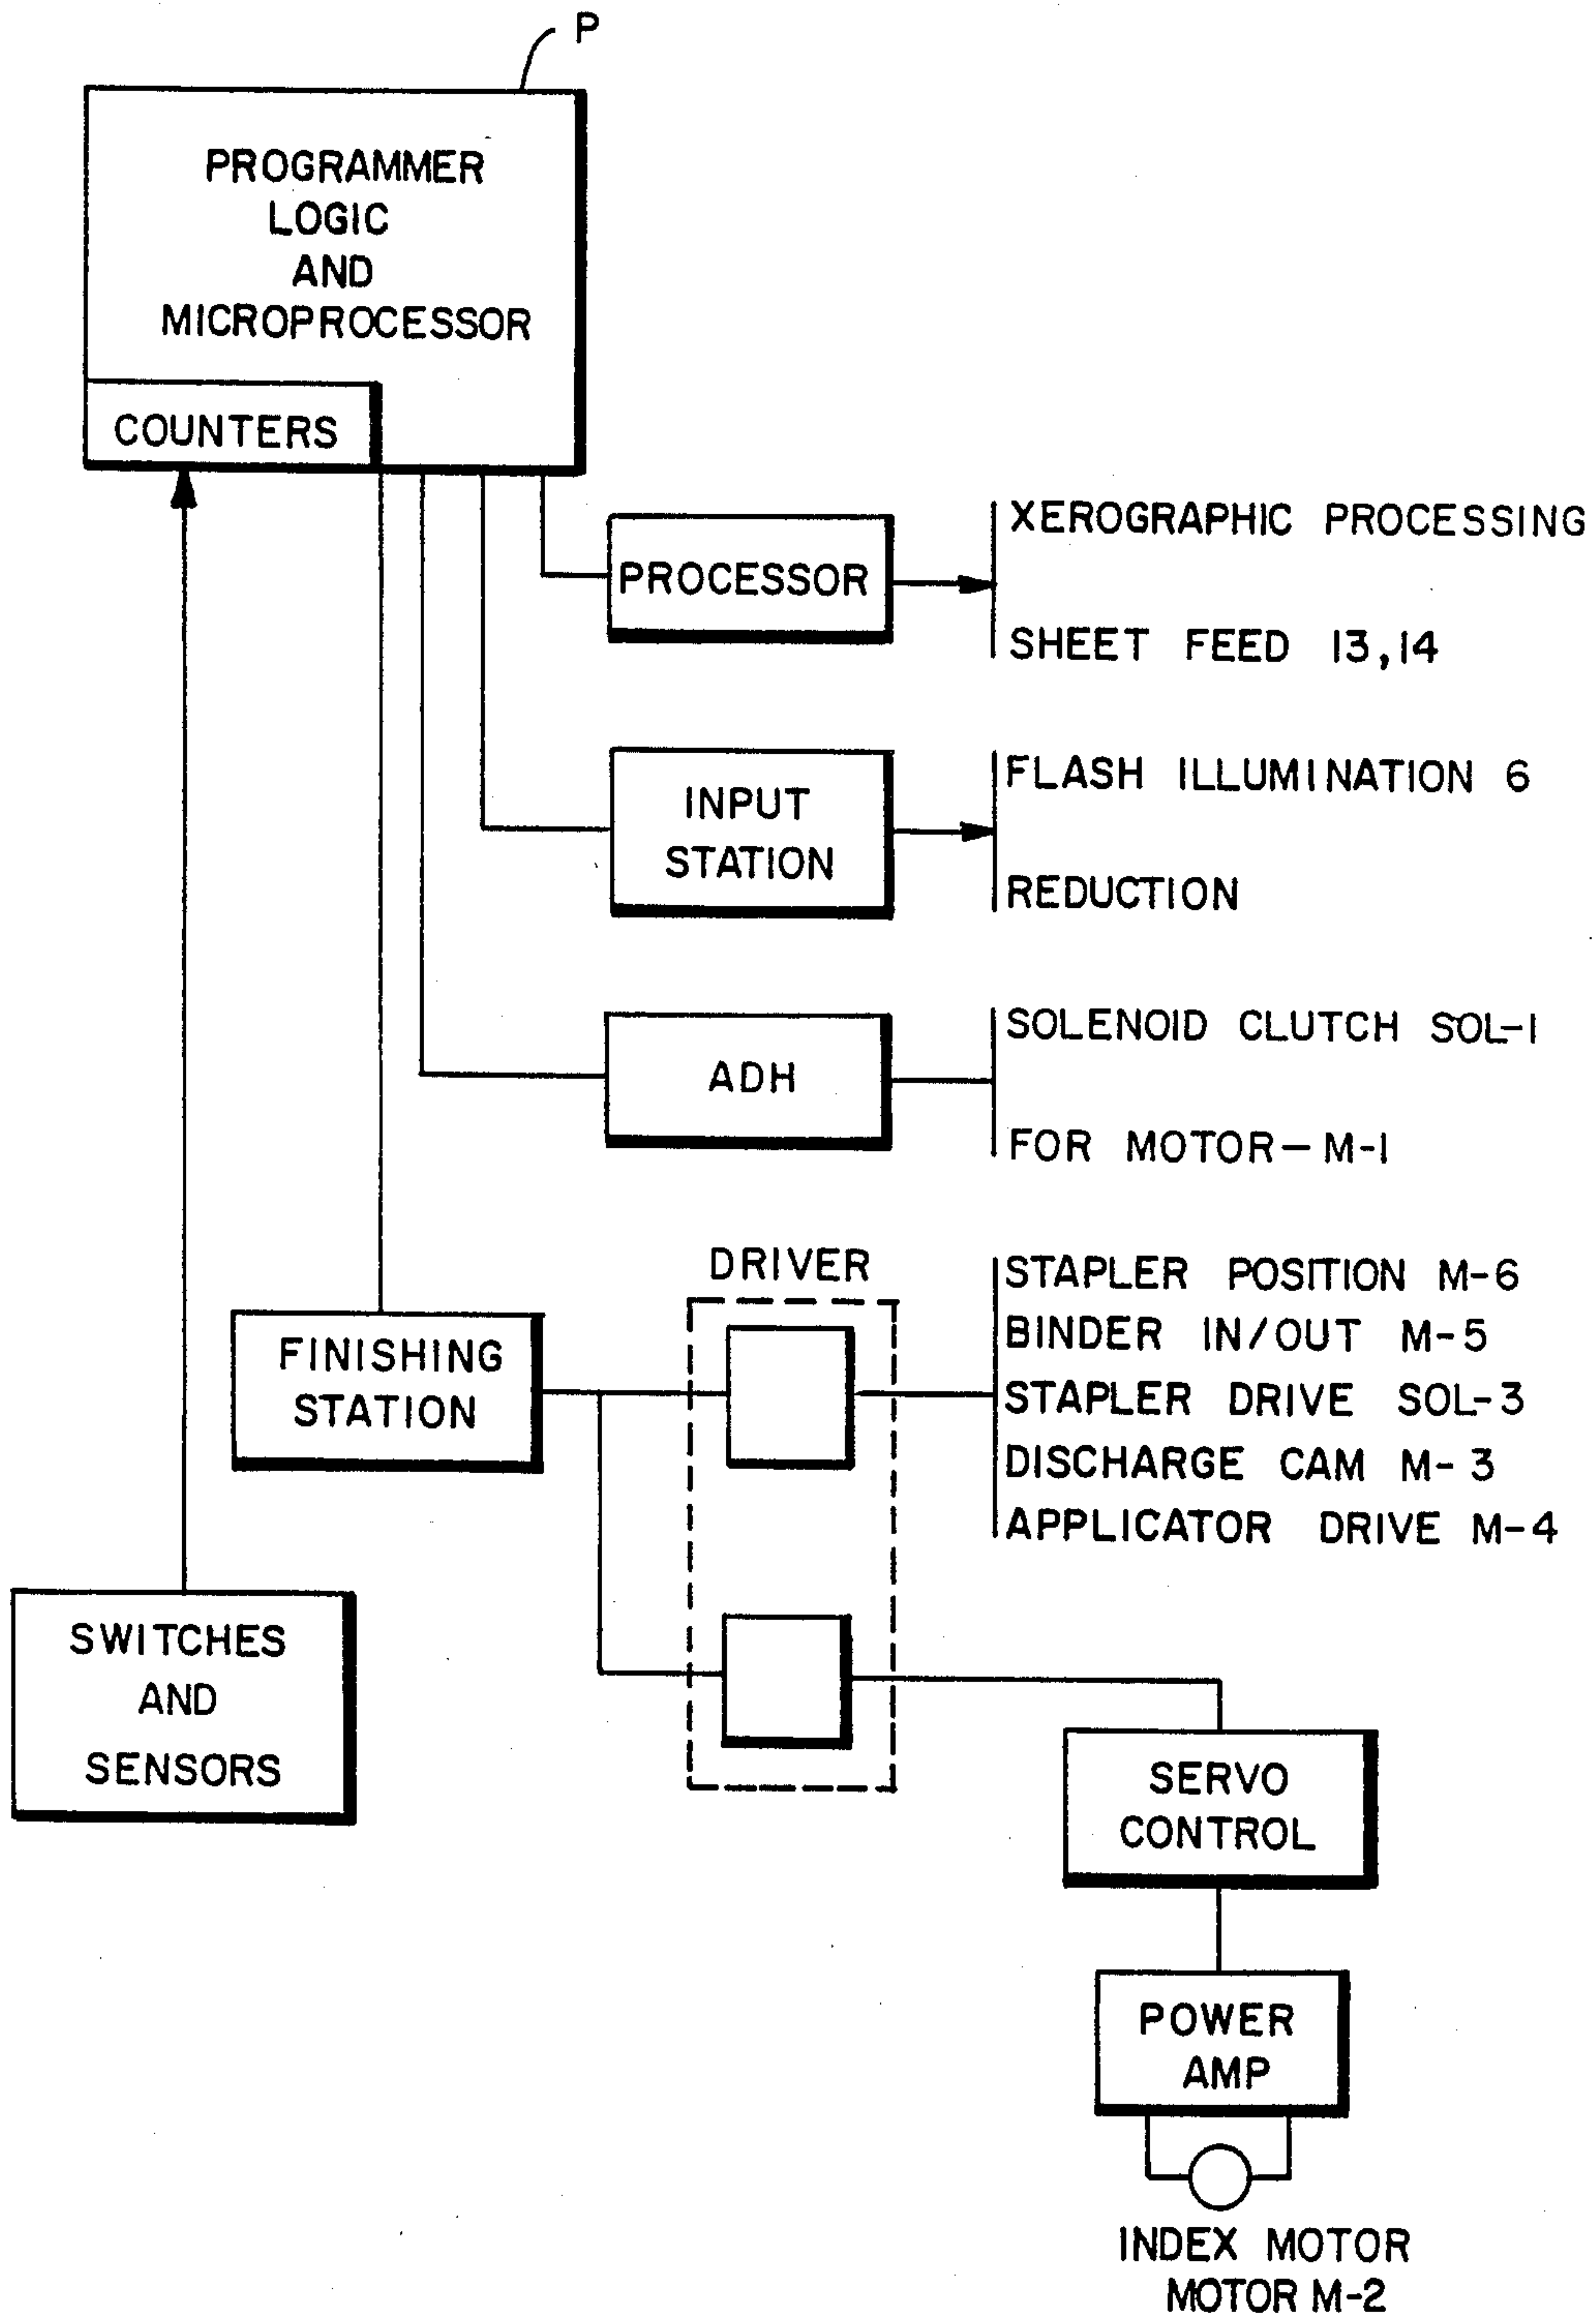 P
PROGRAMMER
LOGIC
AND
MICROPROCESSOR
COUNTERS
PROCESSOR
XEROGRAPHIC PROCESSING
SHEET FEED 13,14
INPUT
STATION
FLASH ILLUMINATION 6
REDUCTION
ADH
SOLENOID CLUTCH SOL-1
FOR MOTOR-M-1
DRIVER
FINISHING
STATION
STAPLER POSITION M-6
BINDER IN/OUT M-5
STAPLER DRIVE SOL-3
DISCHARGE CAM M-3
APPLICATOR DRIVE M-4
SWITCHES
AND
SENSORS
SERVO
CONTROL
POWER
AMP
INDEX MOTOR
MOTOR M-2